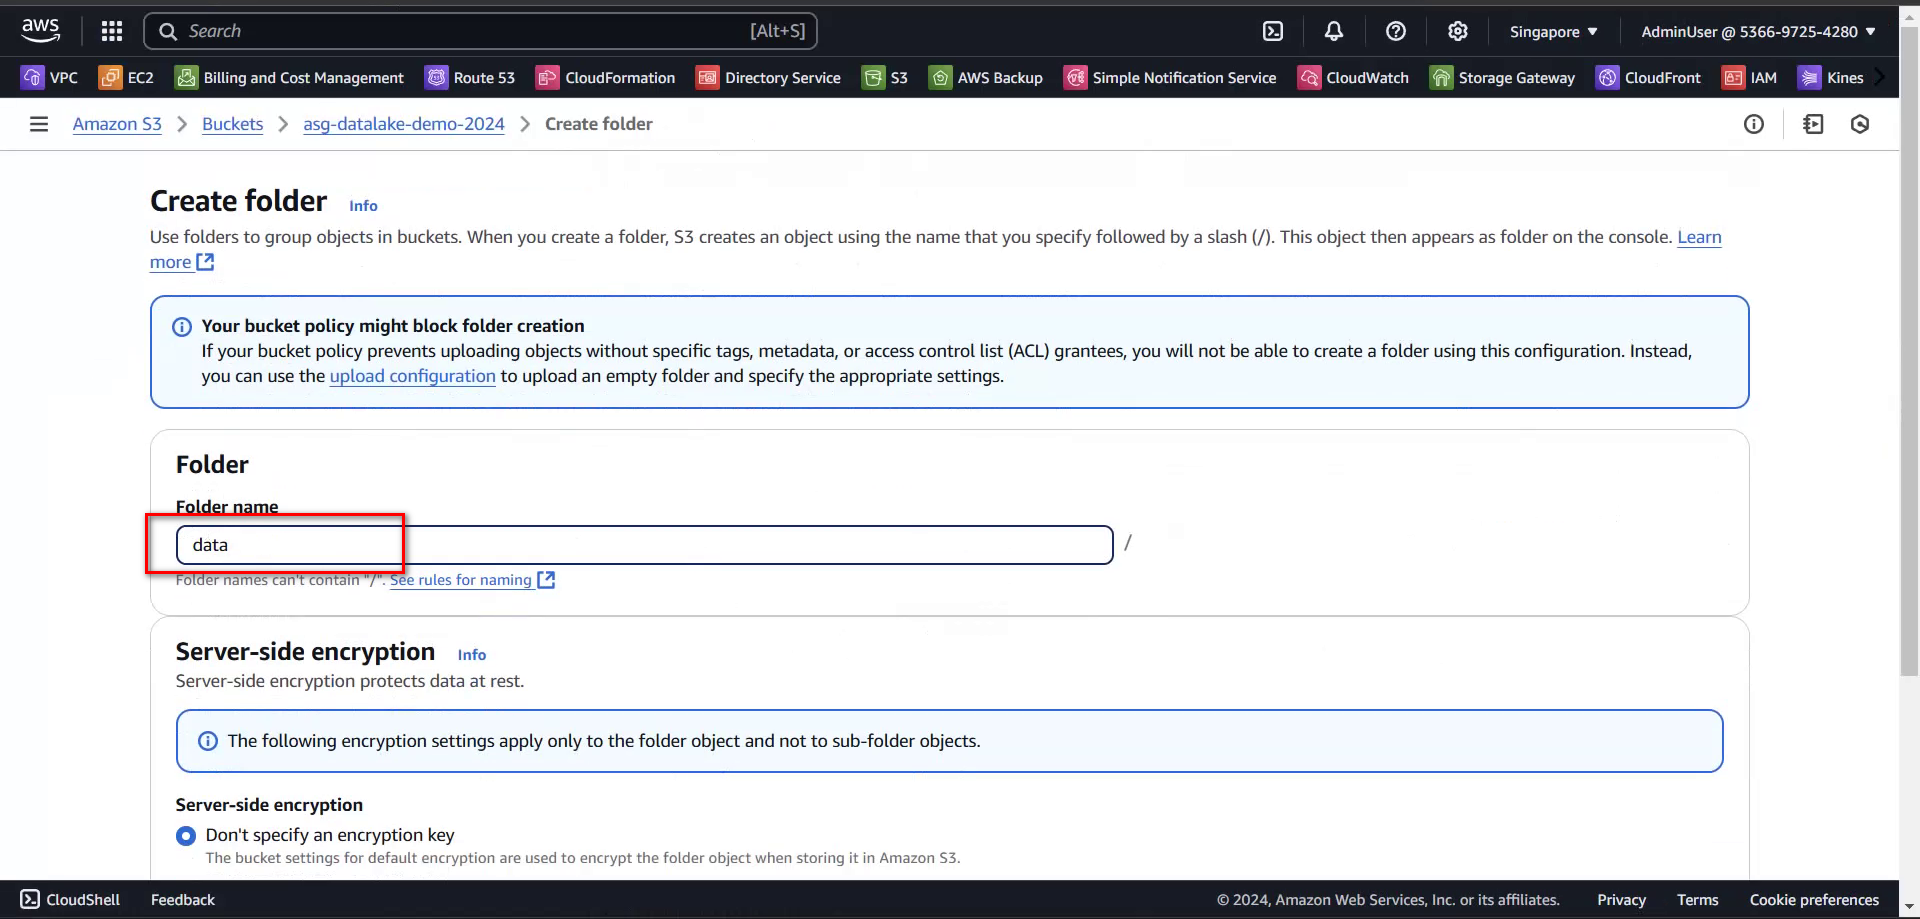 aws
Search [Alt+S]
Singapore
AdminUser @ 5366-9725-4280
VPC EC2 Billing and Cost Management Route 53 CloudFormation Directory Service S3 AWS Backup Simple Notification Service CloudWatch Storage Gateway CloudFront IAM Kines
Amazon S3 > Buckets > asg-datalake-demo-2024 > Create folder
Create folder Info
Use folders to group objects in buckets. When you create a folder, S3 creates an object using the name that you specify followed by a slash (/). This object then appears as folder on the console. Learn
more
Your bucket policy might block folder creation
If your bucket policy prevents uploading objects without specific tags, metadata, or access control list (ACL) grantees, you will not be able to create a folder using this configuration. Instead,
you can use the upload configuration to upload an empty folder and specify the appropriate settings.
Folder
Folder name
data /
Folder names can't contain "/". See rules for naming
Server-side encryption Info
Server-side encryption protects data at rest.
The following encryption settings apply only to the folder object and not to sub-folder objects.
Server-side encryption
Don't specify an encryption key
The bucket settings for default encryption are used to encrypt the folder object when storing it in Amazon S3.
CloudShell Feedback © 2024, Amazon Web Services, Inc. or its affiliates. Privacy Terms Cookie preferences